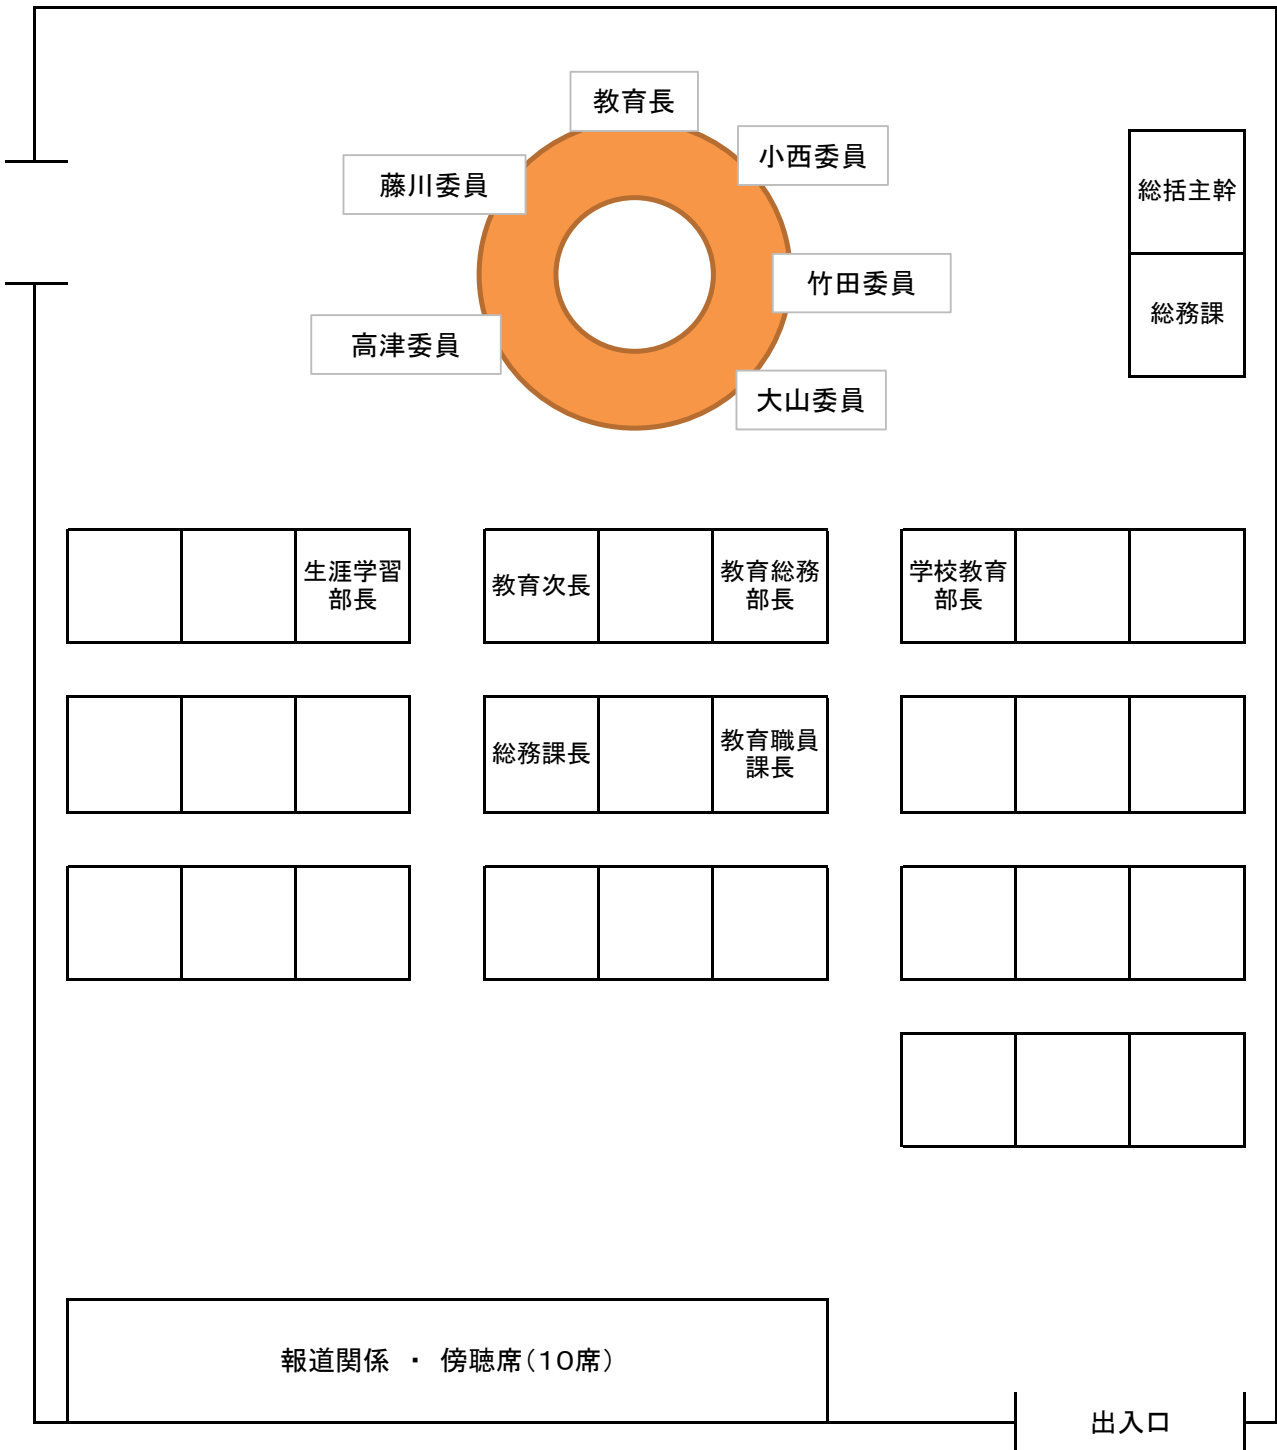 教育長
小西委員
藤川委員
総括主幹
竹田委員
総務課
高津委員
大山委員
生涯学習
部長
教育次長
教育総務
部長
学校教育
部長
総務課長
教育職員
課長
報道関係 ・ 傍聴席(10席)
出入口